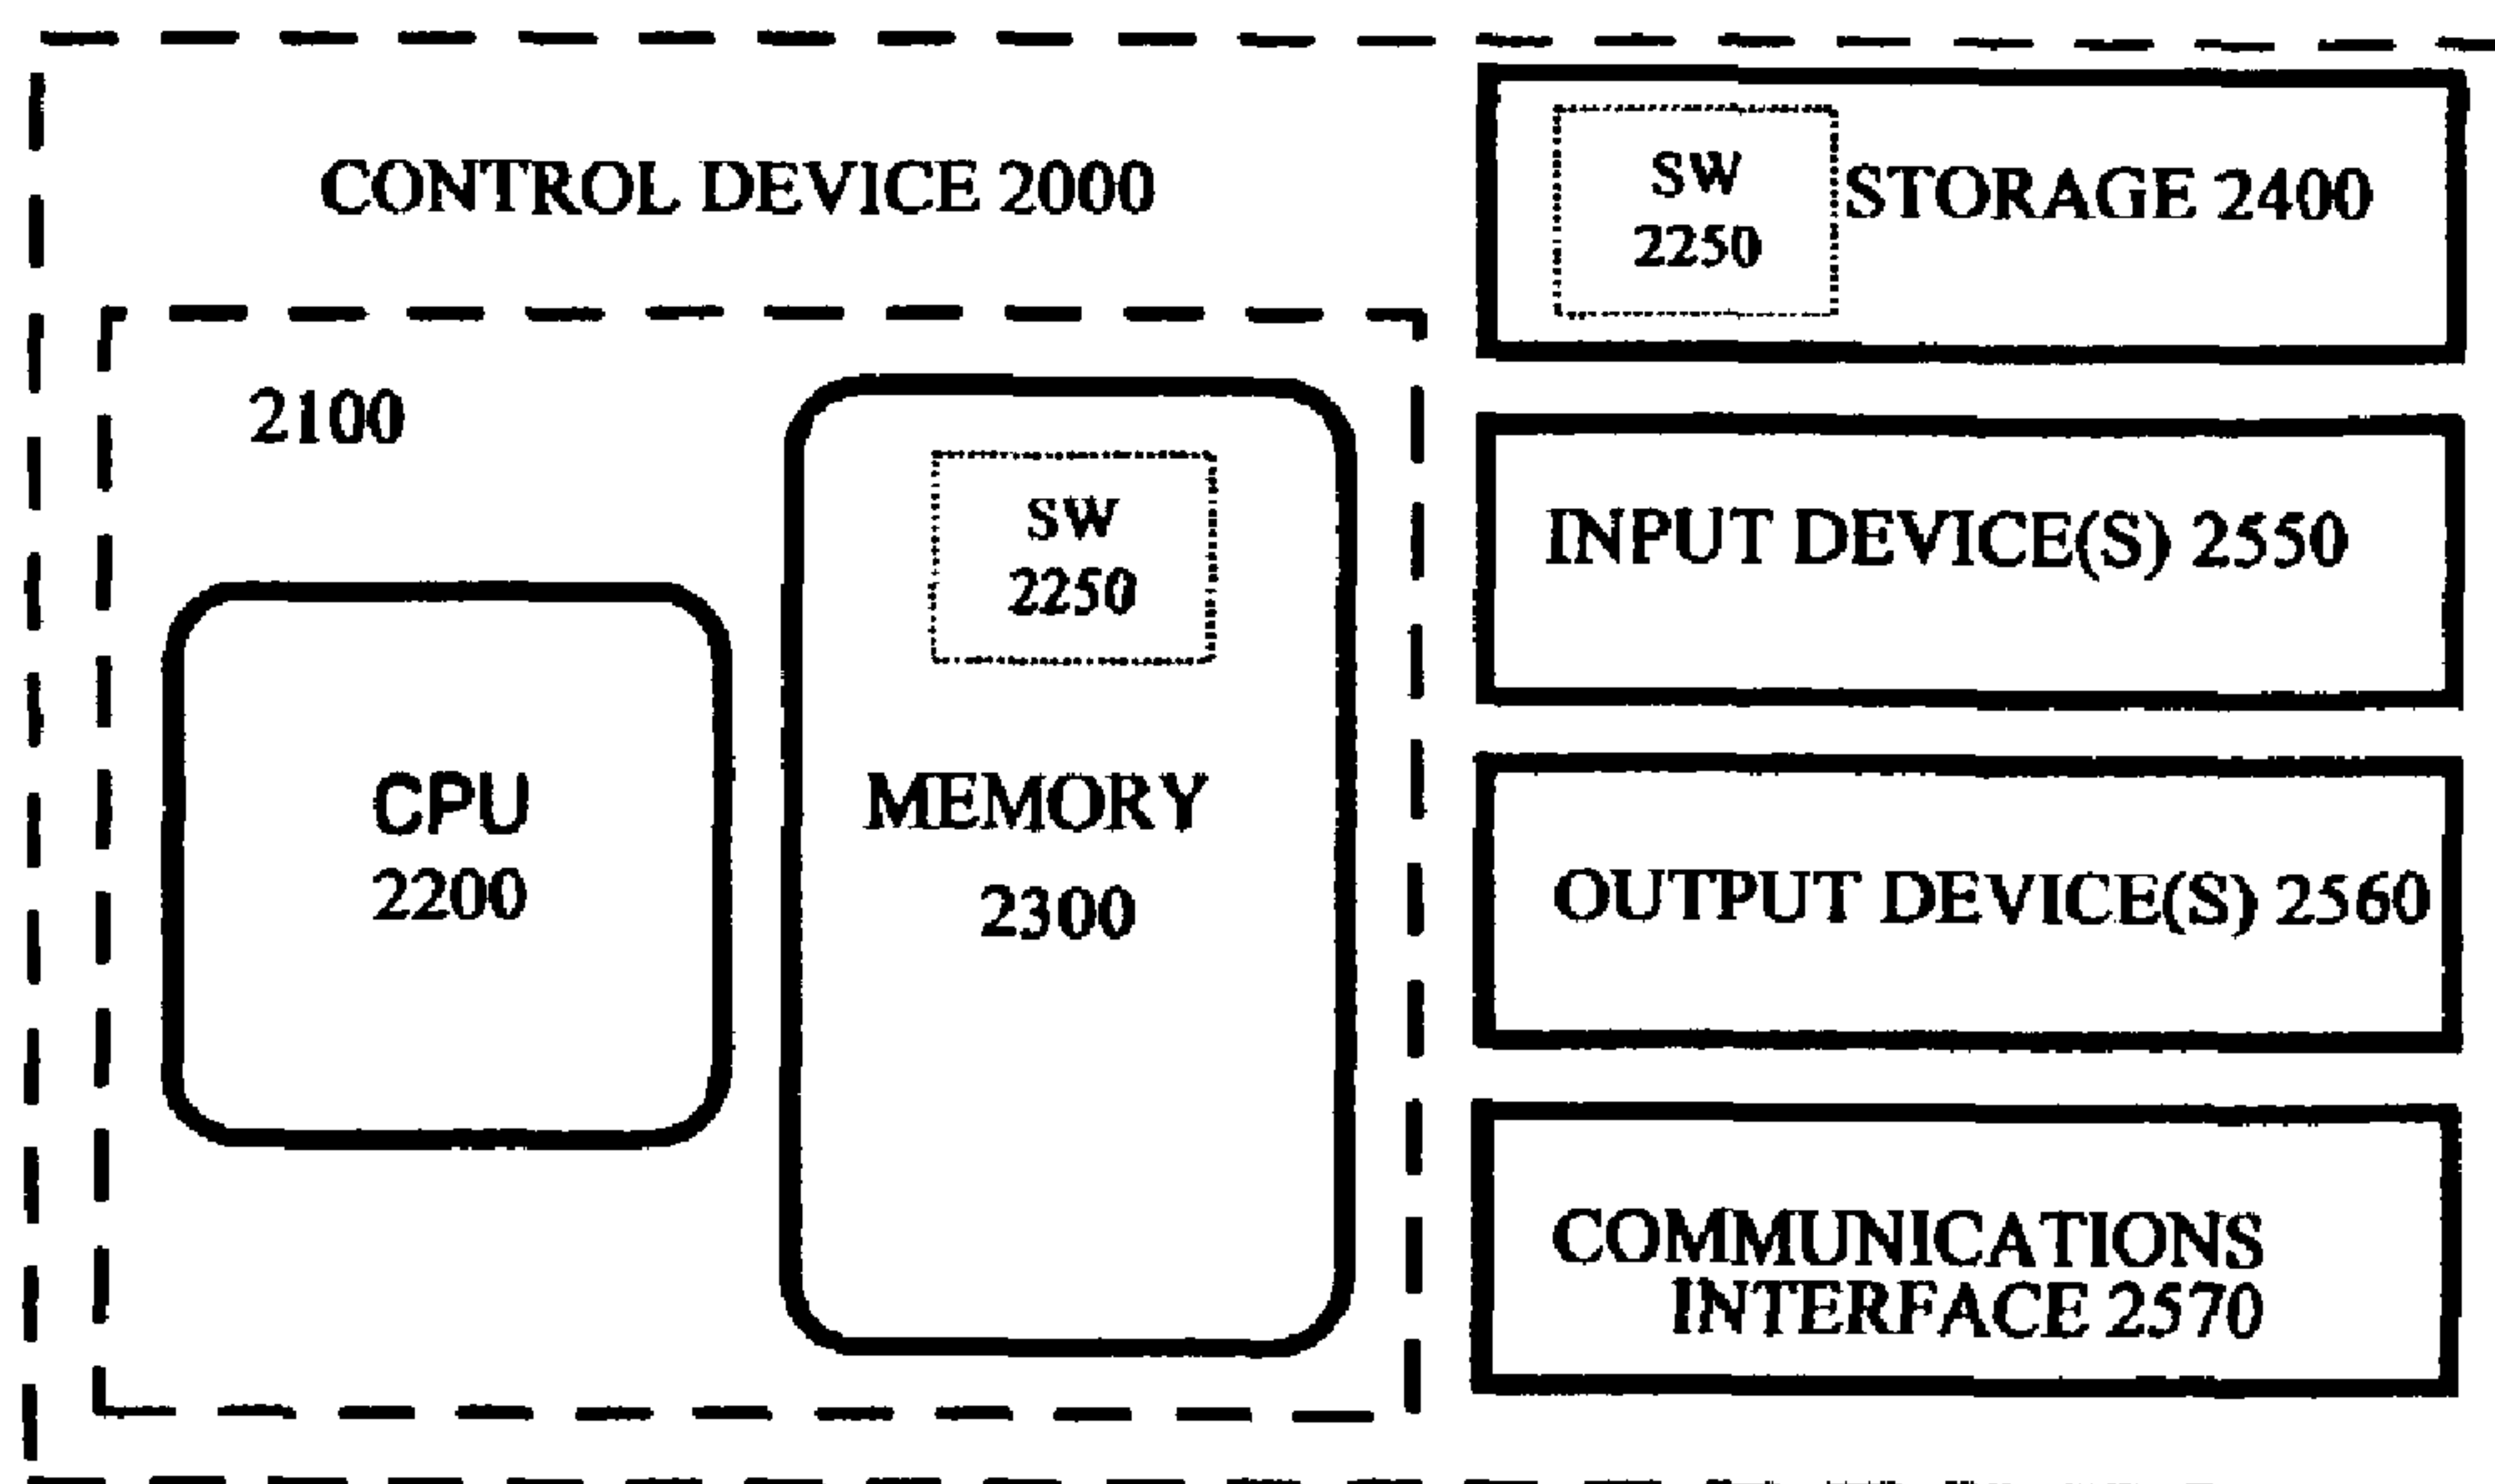 CONTROL DEVICE 2000
SW
2250
STORAGE 2400
2100
SW
2250
MEMORY
2300
CPU
2200
INPUT DEVICE(S) 2550
OUTPUT DEVICE(S) 2560
COMMUNICATIONS
INTERFACE 2570